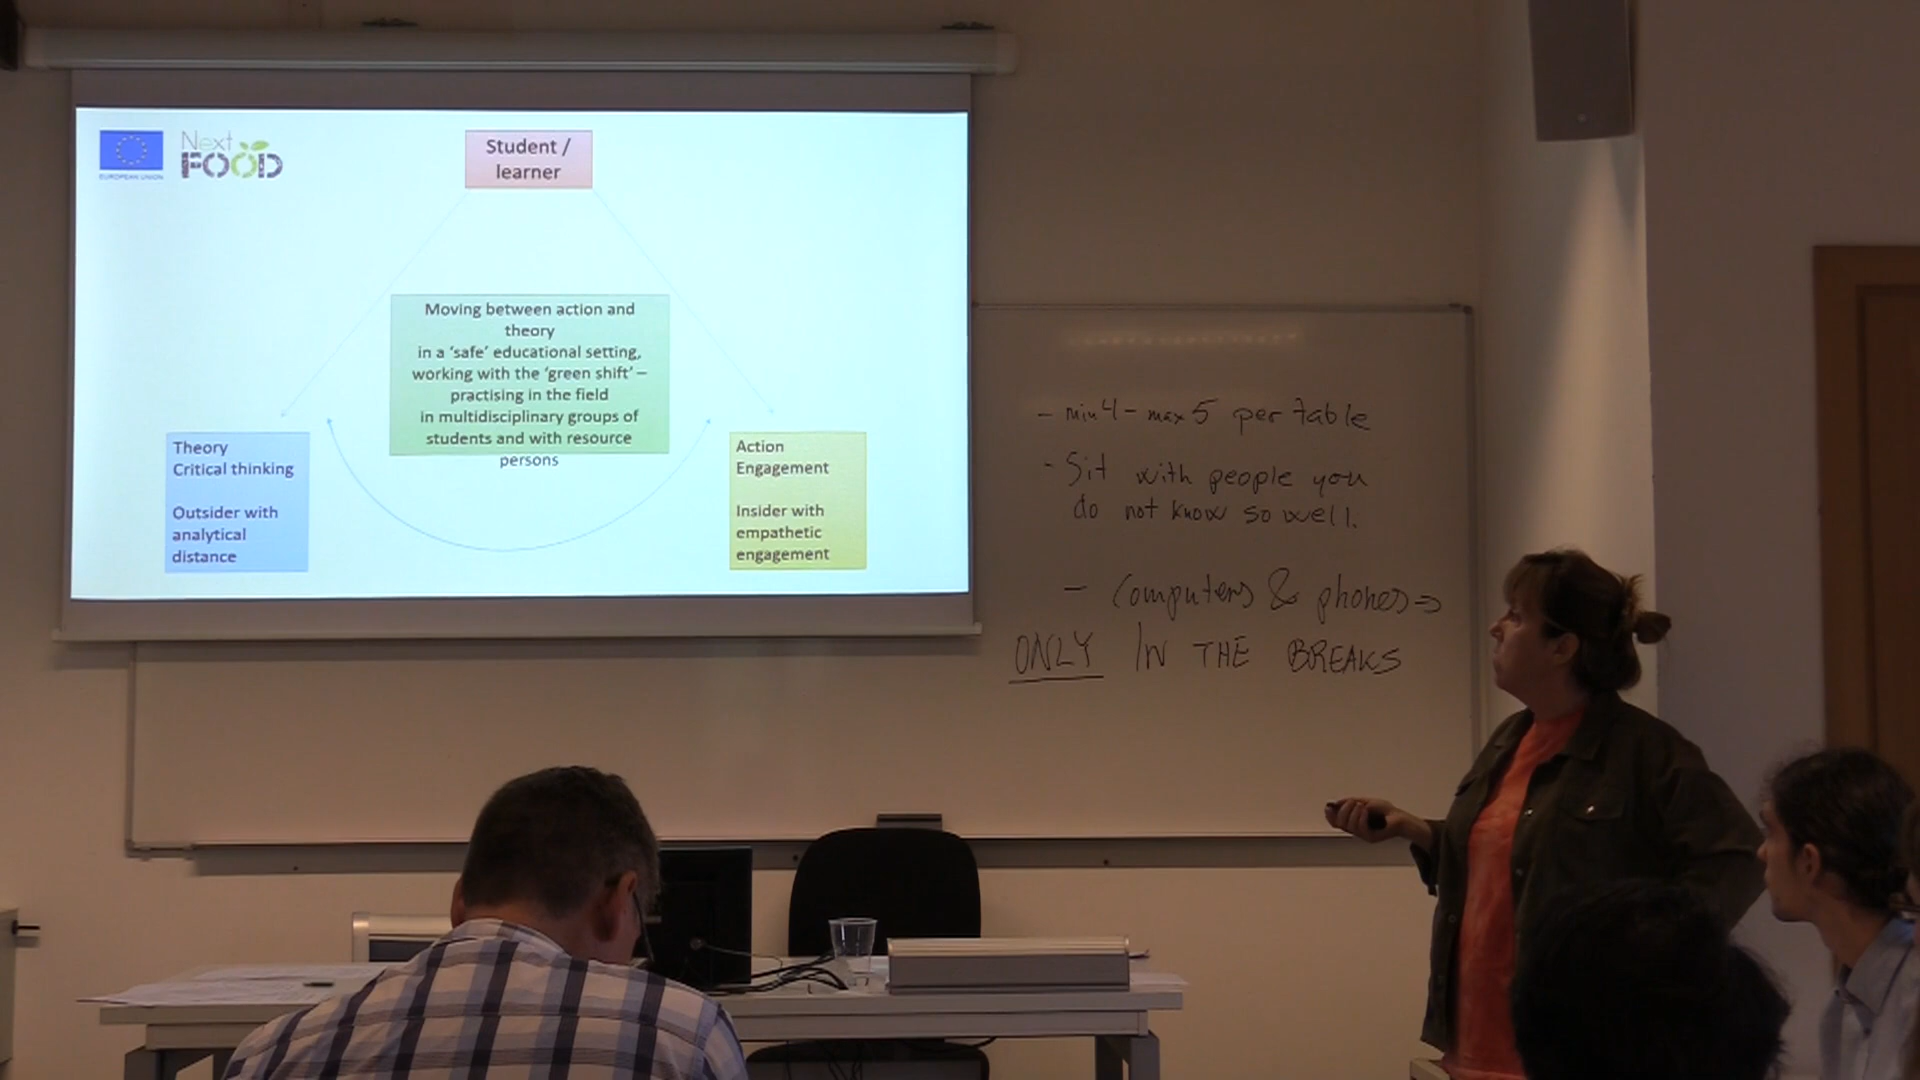 EUROPEAN UNION
Next
FOOD
Student /
learner
Moving between action and
theory
in a ‘safe’ educational setting,
working with the ‘green shift’ –
practising in the field
in multidisciplinary groups of
students and with resource
persons
Theory
Critical thinking
Outsider with
analytical
distance
Action
Engagement
Insider with
empathetic
engagement
- min 4 - max 5 per table
- Sit with people you
do not know so well.
- Computers & phones ⇒
ONLY IN THE BREAKS